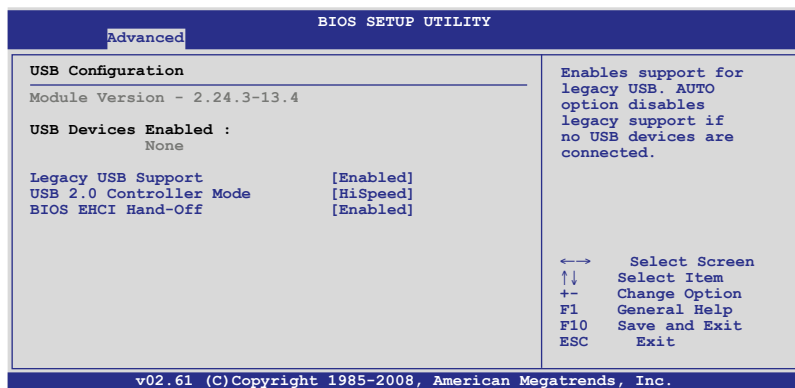 BIOS SETUP UTILITY
Advanced
USB Configuration
Module Version - 2.24.3-13.4
USB Devices Enabled :
None
Legacy USB Support [Enabled]
USB 2.0 Controller Mode [HiSpeed]
BIOS EHCI Hand-Off [Enabled]
Enables support for
legacy USB. AUTO
option disables
legacy support if
no USB devices are
connected.
←→ Select Screen
↑↓ Select Item
+- Change Option
F1 General Help
F10 Save and Exit
ESC Exit
v02.61 (C)Copyright 1985-2008, American Megatrends, Inc.